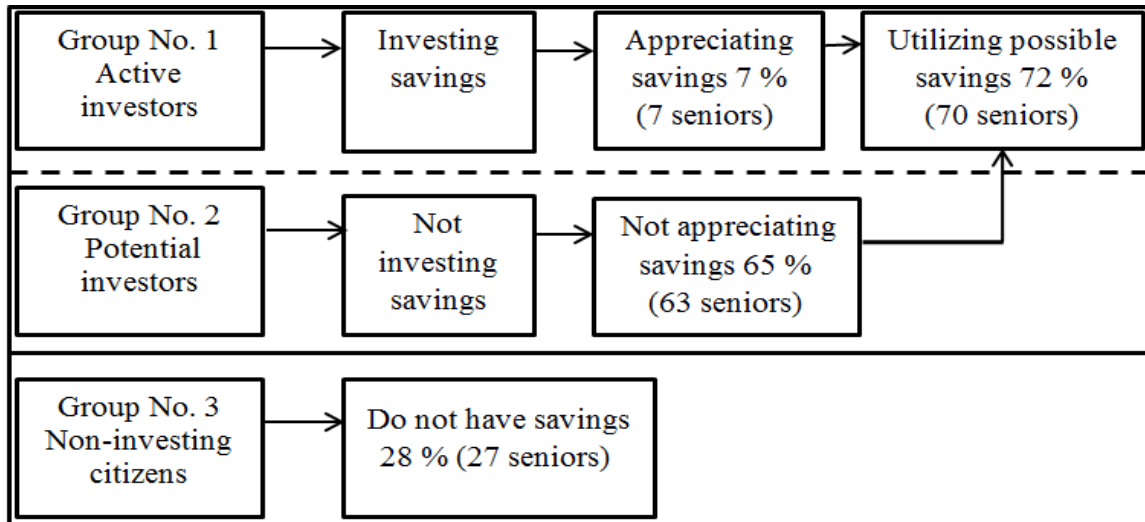 Group No. 1
Active
investors
Investing
savings
Appreciating
savings 7 %
(7 seniors)
Utilizing possible
savings 72 %
(70 seniors)
Group No. 2
Potential
investors
Not
investing
savings
Not appreciating
savings 65 %
(63 seniors)
Group No. 3
Non-investing
citizens
Do not have savings
28 % (27 seniors)